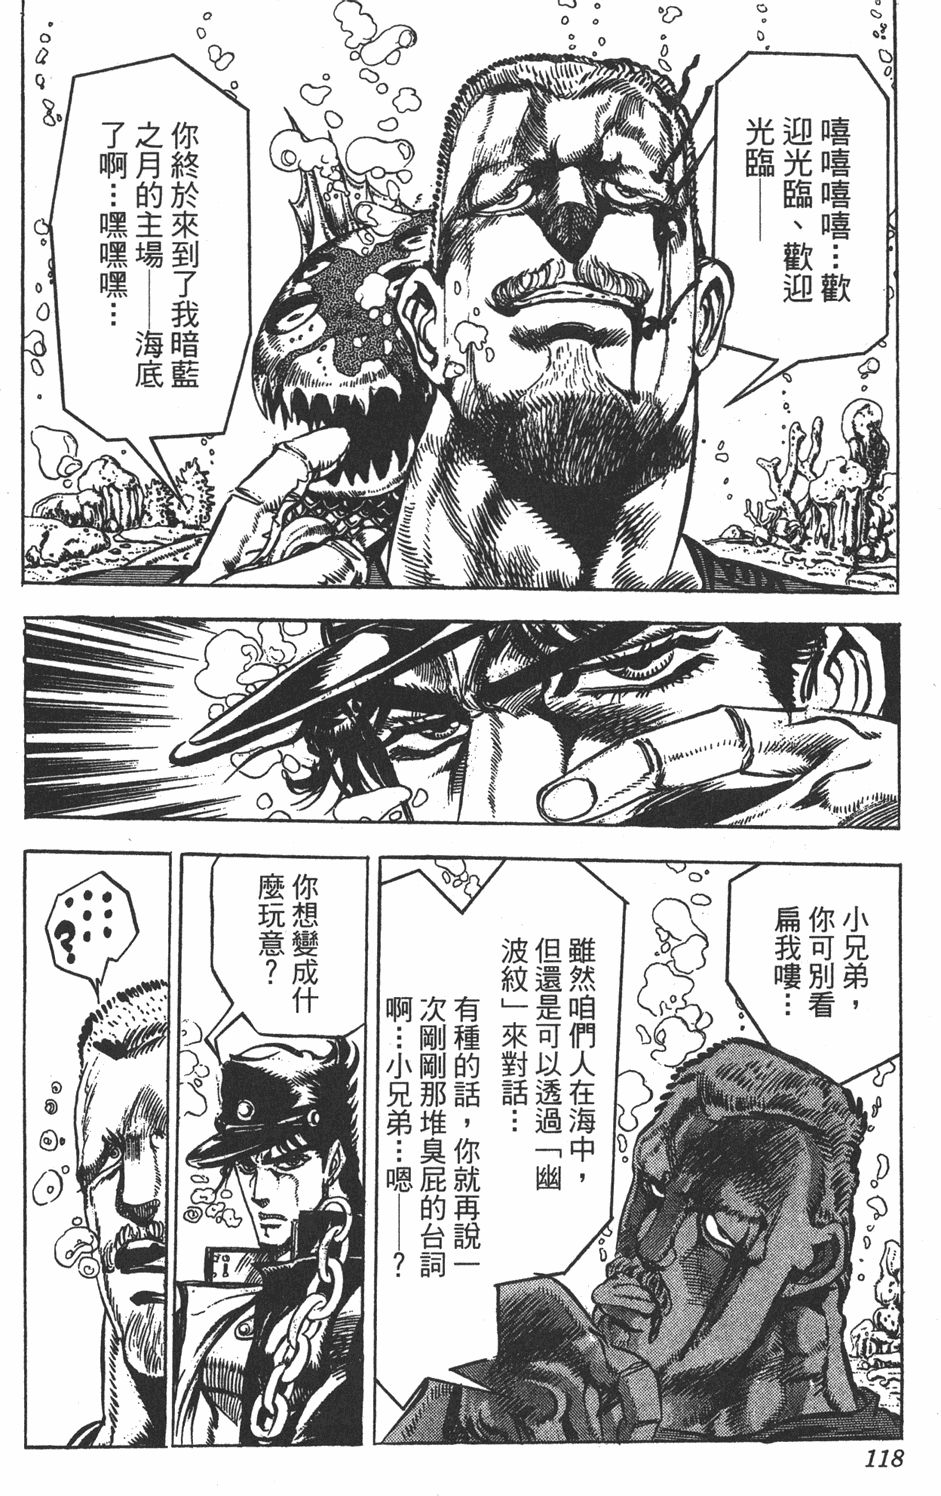 嘻嘻嘻嘻…歡
迎光臨、歡迎
光臨——
你終於來到了我暗藍
之月的主場——海底
了啊…嘿嘿嘿…
小兄弟，
你可別看
扁我嘍…
雖然咱們人在海中，
但還是可以透過「幽
波紋」來對話…
有種的話，你就再說一
次剛剛那堆臭屁的台詞
啊…小兄弟…嗯——？
你想變成什
麼玩意？
………？
118